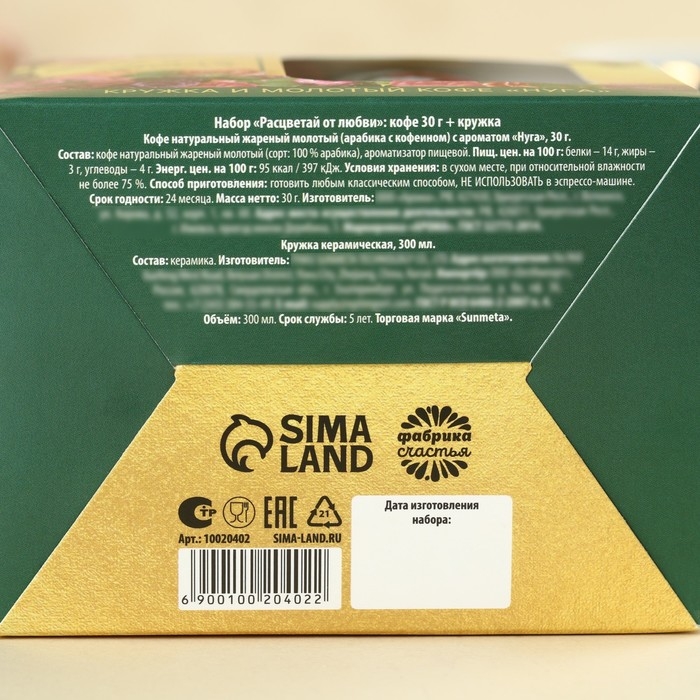 КРУЖКА И МОЛОТЫЙ КОФЕ «НУГА»
Набор «Расцветай от любви»: кофе 30 г + кружка
Кофе натуральный жареный молотый (арабика с кофеином) с ароматом «Нуга», 30 г.
Состав: кофе натуральный жареный молотый (сорт: 100 % арабика), ароматизатор пищевой. Пищ. цен. на 100 г: белки – 14 г, жиры –
3 г, углеводы – 4 г. Энерг. цен. на 100 г: 95 ккал / 397 кДж. Условия хранения: в сухом месте, при относительной влажности
не более 75 %. Способ приготовления: готовить любым классическим способом, НЕ ИСПОЛЬЗОВАТЬ в эспрессо-машине.
Срок годности: 24 месяца. Масса нетто: 30 г. Изготовитель:
Кружка керамическая, 300 мл.
Состав: керамика. Изготовитель:
Объём: 300 мл. Срок службы: 5 лет. Торговая марка «Sunmeta».
SIMA
LAND
фабрика
счастья
СТР
EAC
21
Арт.: 10020402
SIMA-LAND.RU
6 900100 204022
Дата изготовления
набора: